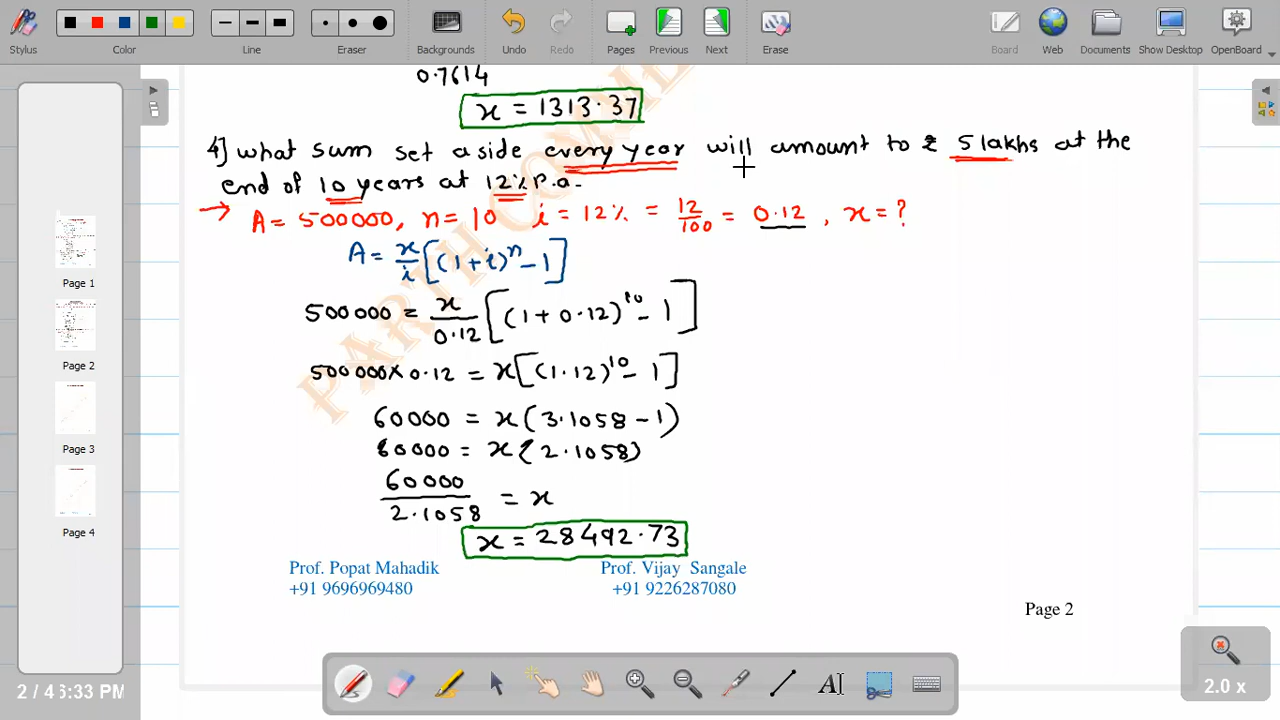 Stylus
Color
Line
Eraser
Backgrounds
Undo
Redo
Pages
Previous
Next
Erase
Board
Web
Documents
Show Desktop
OpenBoard
0.7614
x = 1313.37
4] what sum set aside every year will amount to ₹ 5 lakhs at the
end of 10 years at 12% P.a.
→ A = 500000, n = 10 i = 12% = 12/100 = 0.12, x = ?
A = x/i [(1+i)^n - 1]
500000 = x/0.12 [(1 + 0.12)^10 - 1]
500000 x 0.12 = x[(1.12)^10 - 1]
60000 = x(3.1058 - 1)
60000 = x(2.1058)
60000/2.1058 = x
x = 28492.73
Prof. Popat Mahadik Prof. Vijay Sangale
+91 9696969480 +91 9226287080
Page 2
Page 1
Page 2
Page 3
Page 4
2 / 4
6:33 PM
2.0 x